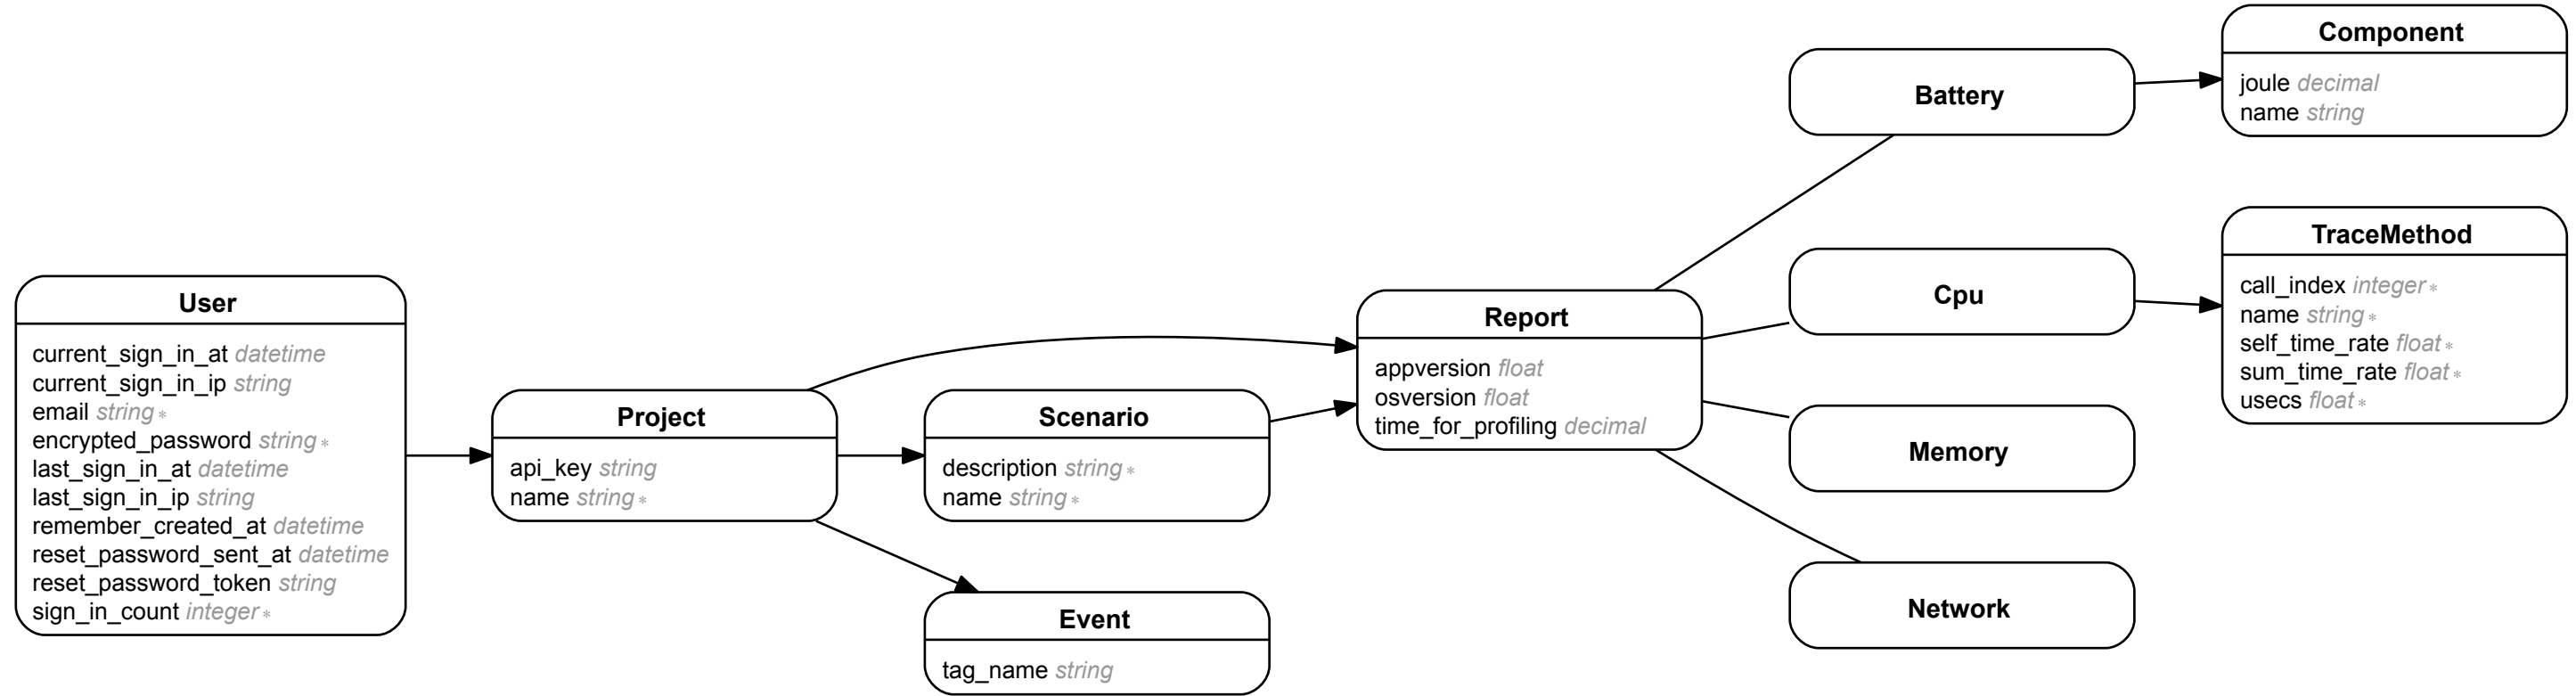 User
current_sign_in_at datetime
current_sign_in_ip string
email string *
encrypted_password string *
last_sign_in_at datetime
last_sign_in_ip string
remember_created_at datetime
reset_password_sent_at datetime
reset_password_token string
sign_in_count integer *
Project
api_key string
name string *
Scenario
description string *
name string *
Event
tag_name string
Report
appversion float
osversion float
time_for_profiling decimal
Battery
Cpu
Memory
Network
Component
joule decimal
name string
TraceMethod
call_index integer *
name string *
self_time_rate float *
sum_time_rate float *
usecs float *